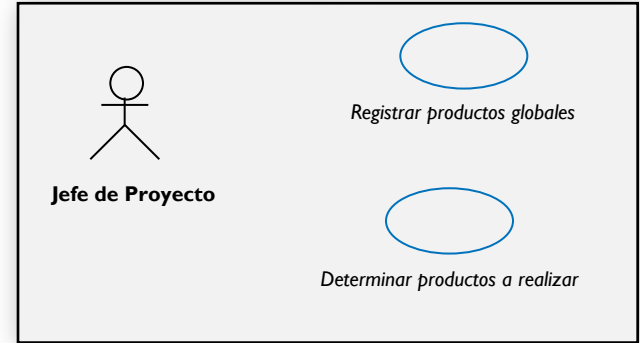 Registrar productos globales
Jefe de Proyecto
Determinar productos a realizar